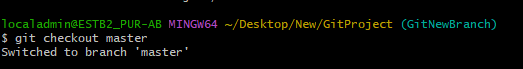 localadmin@ESTB2_PUR-AB MINGW64 ~/Desktop/New/GitProject (GitNewBranch)
$ git checkout master
Switched to branch 'master'